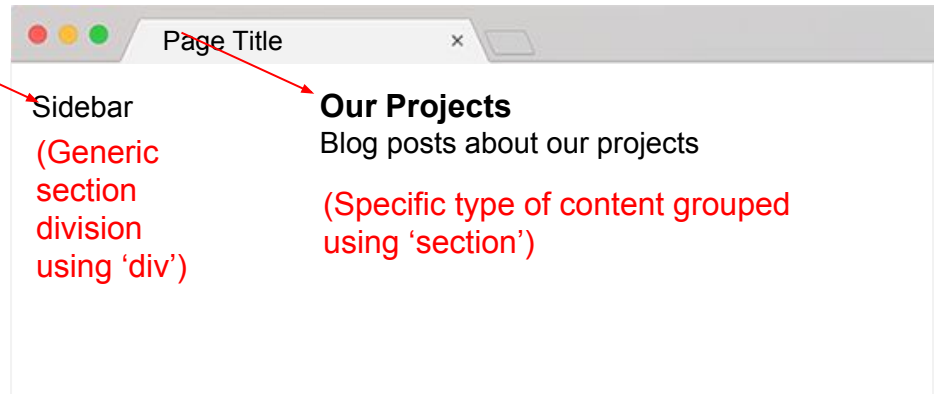 Page Title
Sidebar
(Generic
section
division
using ‘div’)
Our Projects
Blog posts about our projects
(Specific type of content grouped
using ‘section’)